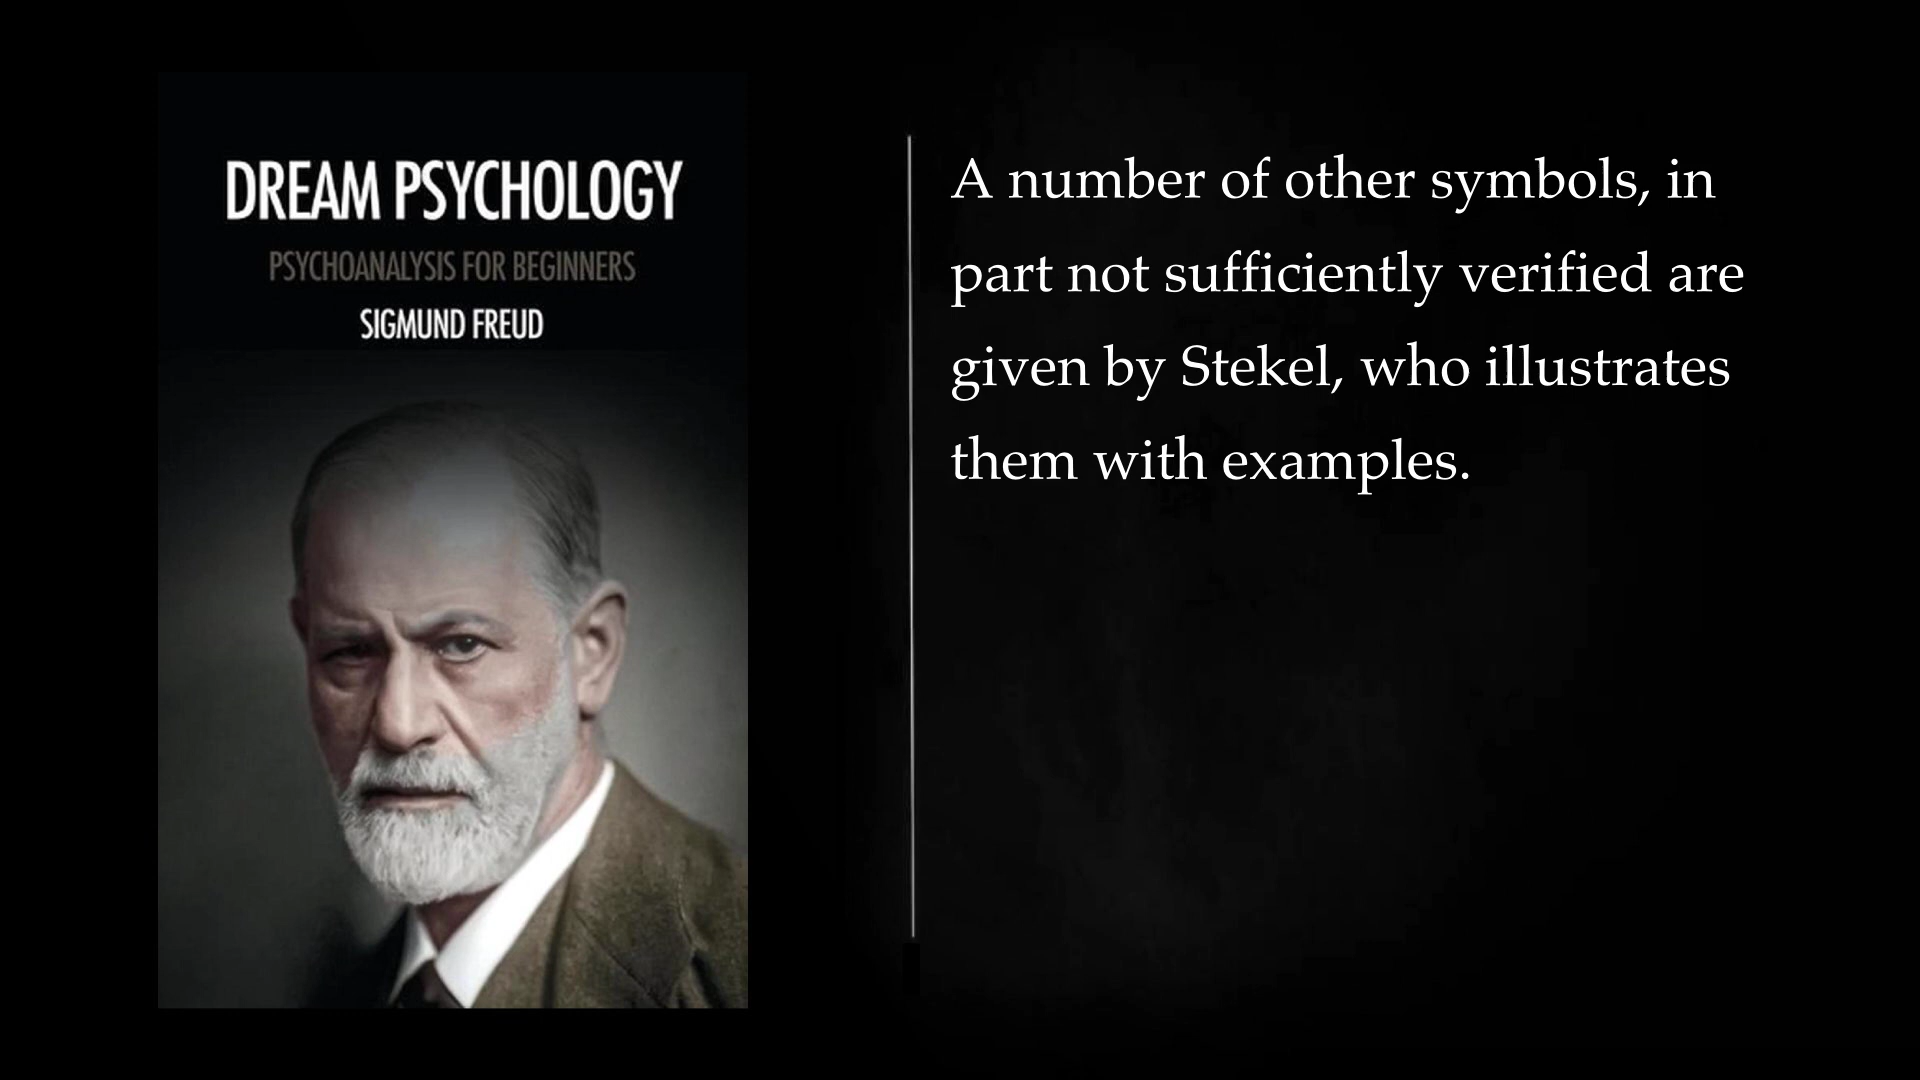 DREAM PSYCHOLOGY
PSYCHOANALYSIS FOR BEGINNERS
SIGMUND FREUD
A number of other symbols, in
part not sufficiently verified are
given by Stekel, who illustrates
them with examples.